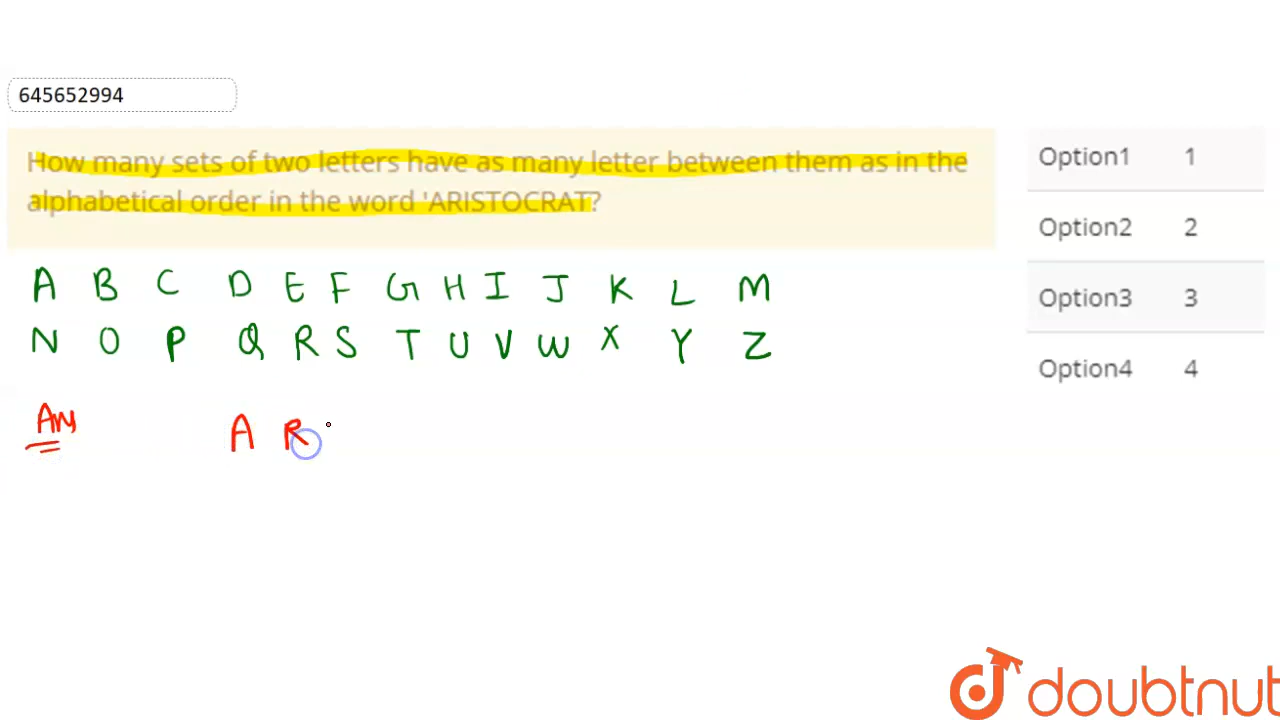 645652994
How many sets of two letters have as many letter between them as in the
alphabetical order in the word 'ARISTOCRAT?
Option1 1
Option2 2
Option3 3
Option4 4
A B C D E F G H I J K L M
N O P Q R S T U V W X Y Z
Ans A R
doubtnut